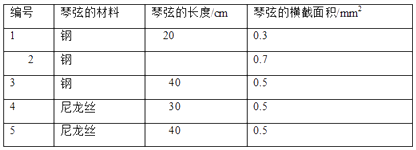 编号 琴弦的材料 琴弦的长度/cm 琴弦的横截面积/mm²
1 钢 20 0.3
2 钢 0.7
3 钢 40 0.5
4 尼龙丝 30 0.5
5 尼龙丝 40 0.5